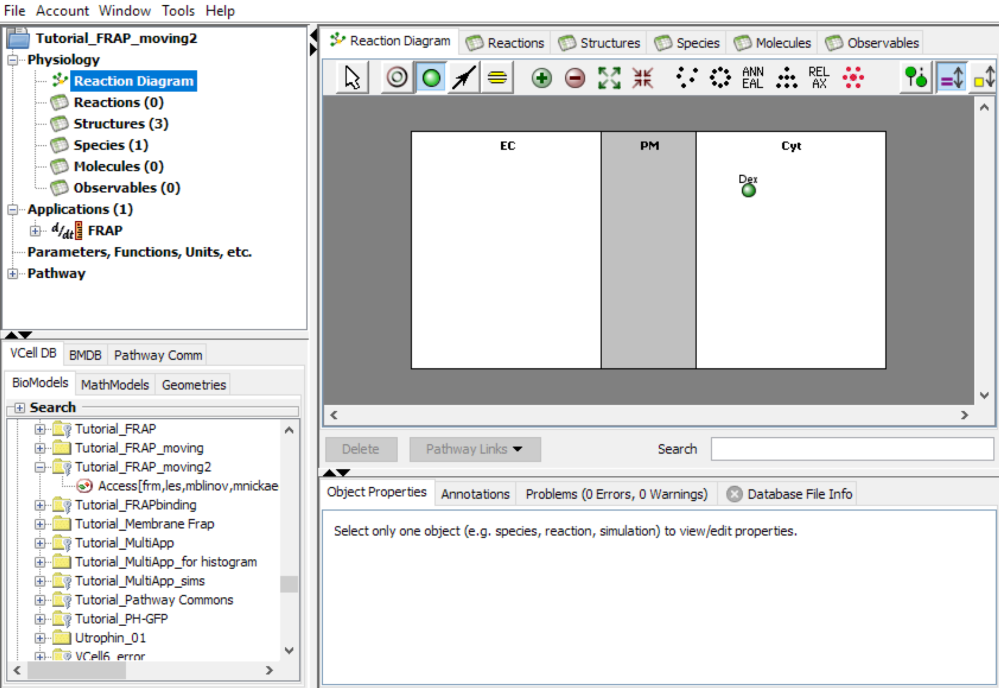 File Account Window Tools Help
Tutorial_FRAP_moving2
Physiology
Reaction Diagram
Reactions (0)
Structures (3)
Species (1)
Molecules (0)
Observables (0)
Applications (1)
d/dt FRAP
Parameters, Functions, Units, etc.
Pathway
VCell DB BMDB Pathway Comm
BioModels MathModels Geometries
Search
Tutorial_FRAP
Tutorial_FRAP_moving
Tutorial_FRAP_moving2
Access[frm,les,mblinov,mnickae
Tutorial_FRAPbinding
Tutorial_Membrane Frap
Tutorial_MultiApp
Tutorial_MultiApp_for histogram
Tutorial_MultiApp_sims
Tutorial_Pathway Commons
Tutorial_PH-GFP
Utrophin_01
VCell6_error
Reaction Diagram Reactions Structures Species Molecules Observables
ANN EAL REL AX
EC PM Cyt
Dex
Delete Pathway Links Search
Object Properties Annotations Problems (0 Errors, 0 Warnings) Database File Info
Select only one object (e.g. species, reaction, simulation) to view/edit properties.